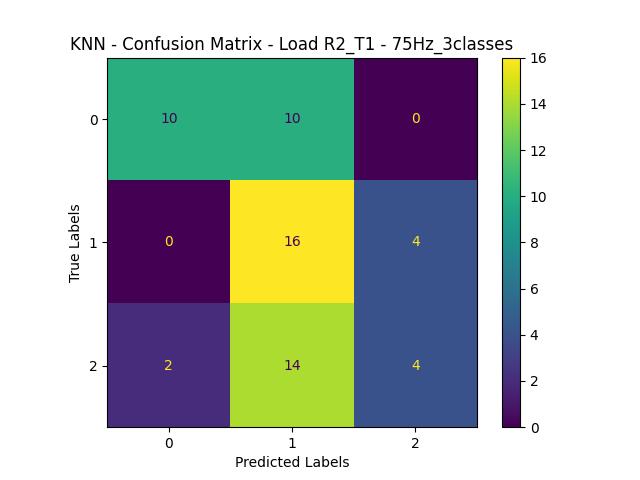 KNN - Confusion Matrix - Load R2_T1 - 75Hz_3classes
True Labels
0 10 10 0
1 0 16 4
2 2 14 4
0 1 2
Predicted Labels
16
14
12
10
8
6
4
2
0